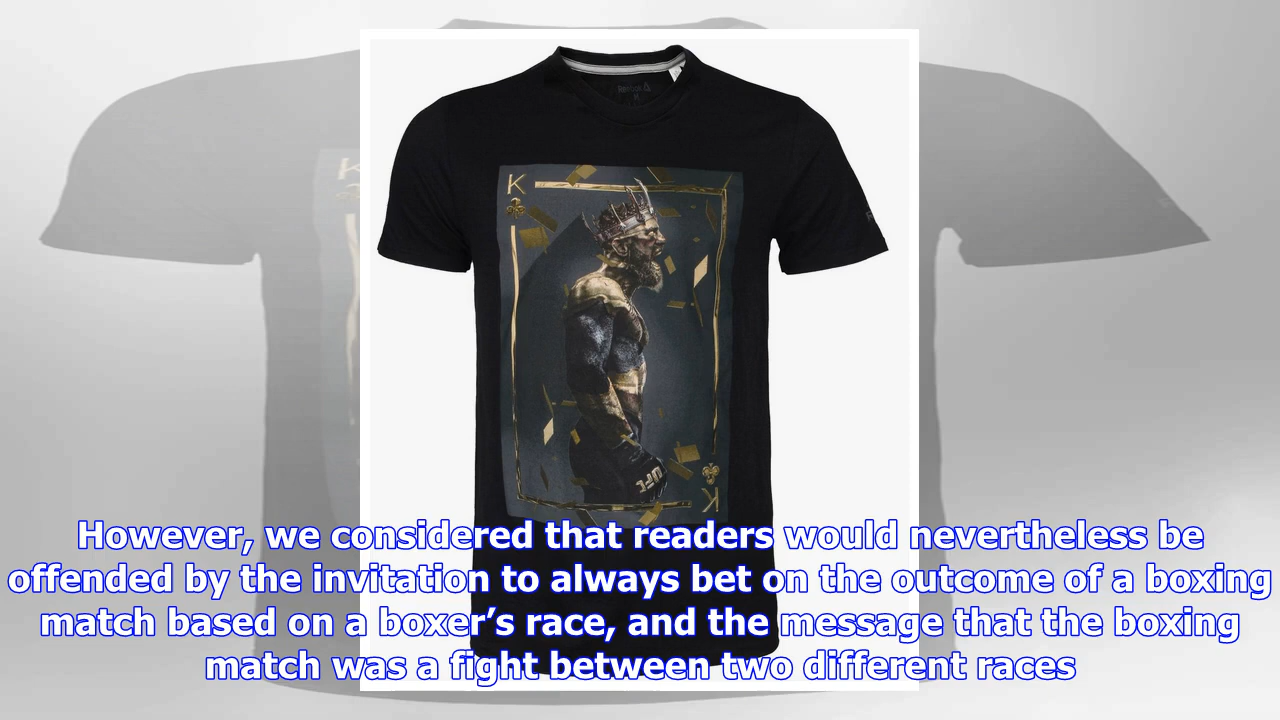 Reebok
K
UFC
K
However, we considered that readers would nevertheless be
offended by the invitation to always bet on the outcome of a boxing
match based on a boxer’s race, and the message that the boxing
match was a fight between two different races